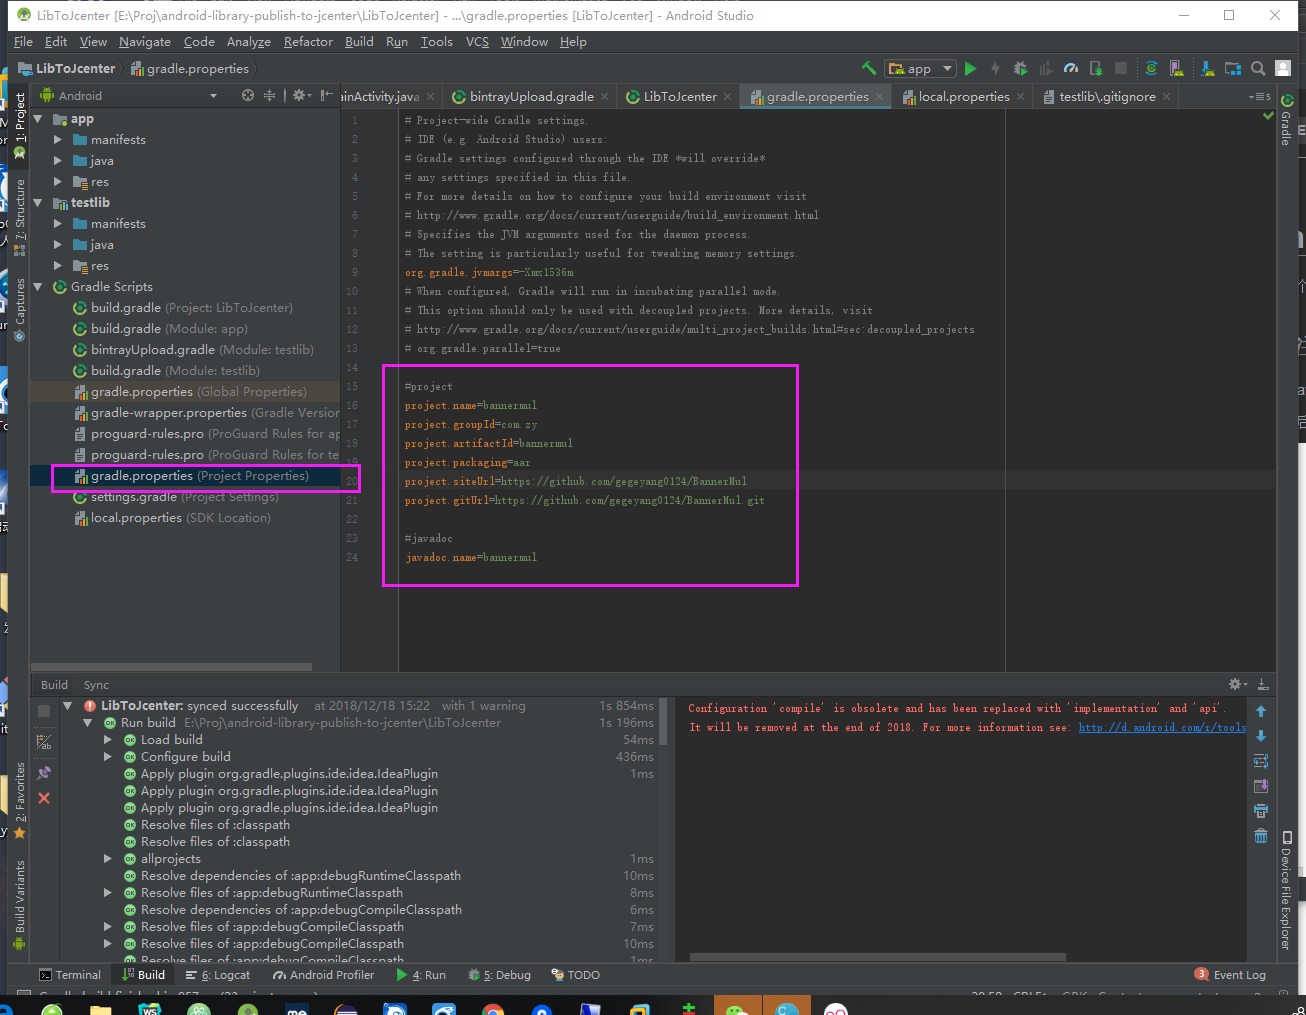 LibToJcenter [E:\Proj\android-library-publish-to-jcenter\LibToJcenter] - ...\gradle.properties [LibToJcenter] - Android Studio
File Edit View Navigate Code Analyze Refactor Build Run Tools VCS Window Help
LibToJcenter gradle.properties
app
Android
ainActivity.java bintrayUpload.gradle LibToJcenter gradle.properties local.properties testlib\.gitignore
5
1: Project
7: Structure
Captures
2: Favorites
Build Variants
Gradle
Device File Explorer
app
manifests
java
res
testlib
manifests
java
res
Gradle Scripts
build.gradle (Project: LibToJcenter)
build.gradle (Module: app)
bintrayUpload.gradle (Module: testlib)
build.gradle (Module: testlib)
gradle.properties (Global Properties)
gradle-wrapper.properties (Gradle Version
proguard-rules.pro (ProGuard Rules for ap
proguard-rules.pro (ProGuard Rules for te
gradle.properties (Project Properties)
settings.gradle (Project Settings)
local.properties (SDK Location)
1 # Project-wide Gradle settings.
2 # IDE (e.g. Android Studio) users:
3 # Gradle settings configured through the IDE *will override*
4 # any settings specified in this file.
5 # For more details on how to configure your build environment visit
6 # http://www.gradle.org/docs/current/userguide/build_environment.html
7 # Specifies the JVM arguments used for the daemon process.
8 # The setting is particularly useful for tweaking memory settings.
9 org.gradle.jvmargs=-Xmx1536m
10 # When configured, Gradle will run in incubating parallel mode.
11 # This option should only be used with decoupled projects. More details, visit
12 # http://www.gradle.org/docs/current/userguide/multi_project_builds.html#sec:decoupled_projects
13 # org.gradle.parallel=true
14
15 #project
16 project.name=bannermul
17 project.groupId=com.zy
18 project.artifactId=bannermul
19 project.packaging=aar
20 project.siteUrl=https://github.com/gegeyang0124/BannerMul
21 project.gitUrl=https://github.com/gegeyang0124/BannerMul.git
22
23 #javadoc
24 javadoc.name=bannermul
Build Sync
LibToJcenter: synced successfully at 2018/12/18 15:22 with 1 warning 1s 854ms
Run build E:\Proj\android-library-publish-to-jcenter\LibToJcenter 1s 196ms
Load build 54ms
Configure build 436ms
Apply plugin org.gradle.plugins.ide.idea.IdeaPlugin 1ms
Apply plugin org.gradle.plugins.ide.idea.IdeaPlugin
Apply plugin org.gradle.plugins.ide.idea.IdeaPlugin
Resolve files of :classpath
Resolve files of :classpath
allprojects 1ms
Resolve dependencies of :app:debugRuntimeClasspath 10ms
Resolve files of :app:debugRuntimeClasspath 8ms
Resolve dependencies of :app:debugCompileClasspath 6ms
Resolve files of :app:debugCompileClasspath 7ms
Resolve files of :app:debugCompileClasspath 10ms
Resolve files of :app:debugCompileClasspath 1ms
Configuration 'compile' is obsolete and has been replaced with 'implementation' and 'api'.
It will be removed at the end of 2018. For more information see: http://d.android.com/r/tools
Terminal Build 6: Logcat Android Profiler 4: Run 5: Debug TODO 3 Event Log